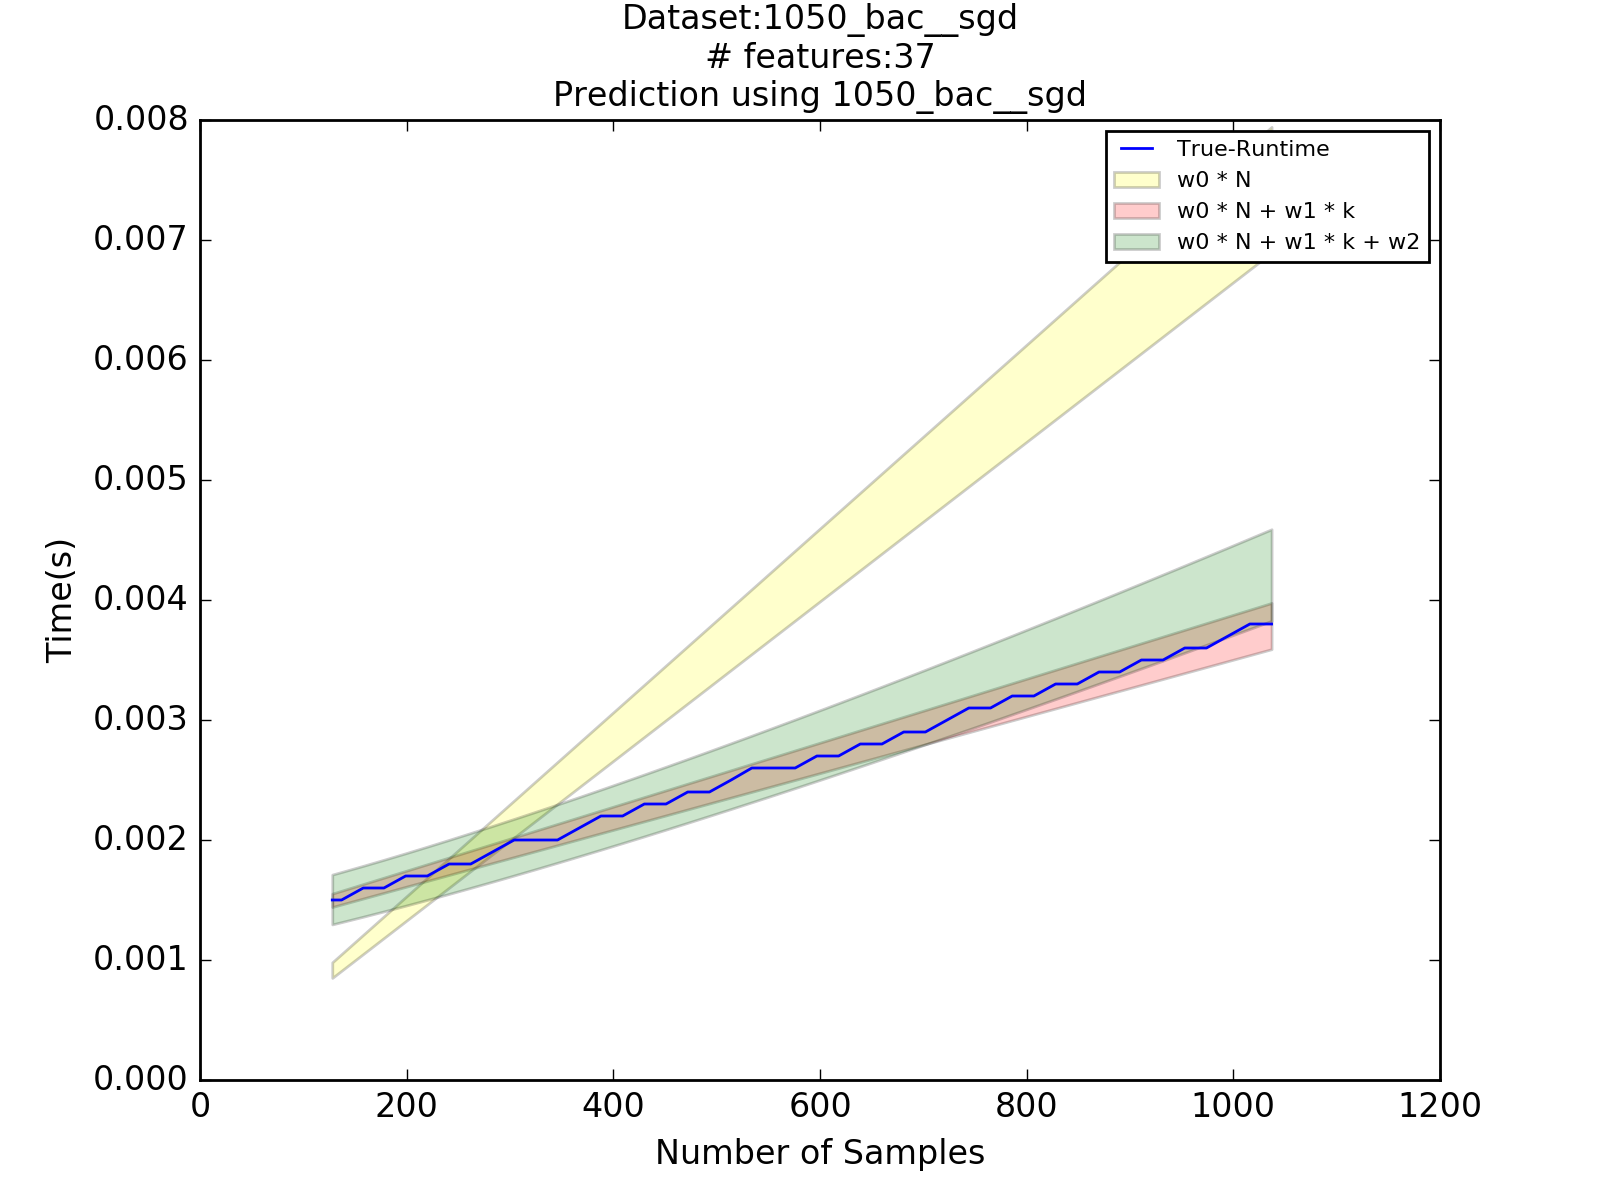 Dataset:1050_bac__sgd
# features:37
Prediction using 1050_bac__sgd
True-Runtime
w0 * N
w0 * N + w1 * k
w0 * N + w1 * k + w2
0.008
0.007
0.006
0.005
0.004
0.003
0.002
0.001
0.000
Time(s)
0 200 400 600 800 1000 1200
Number of Samples